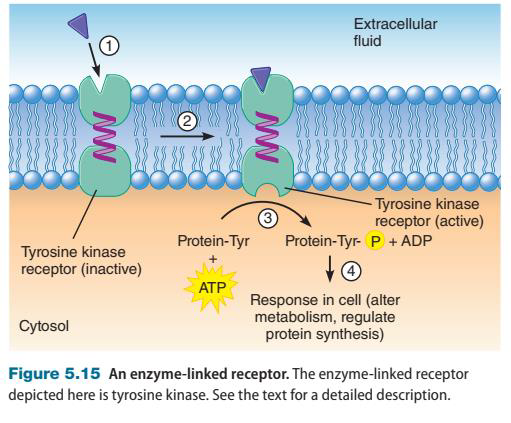 Extracellular
fluid
1
2
Tyrosine kinase
receptor (active)
3
Protein-Tyr
+
ATP
Protein-Tyr- P + ADP
4
Tyrosine kinase
receptor (inactive)
Response in cell (alter
metabolism, regulate
protein synthesis)
Cytosol
Figure 5.15 An enzyme-linked receptor. The enzyme-linked receptor
depicted here is tyrosine kinase. See the text for a detailed description.